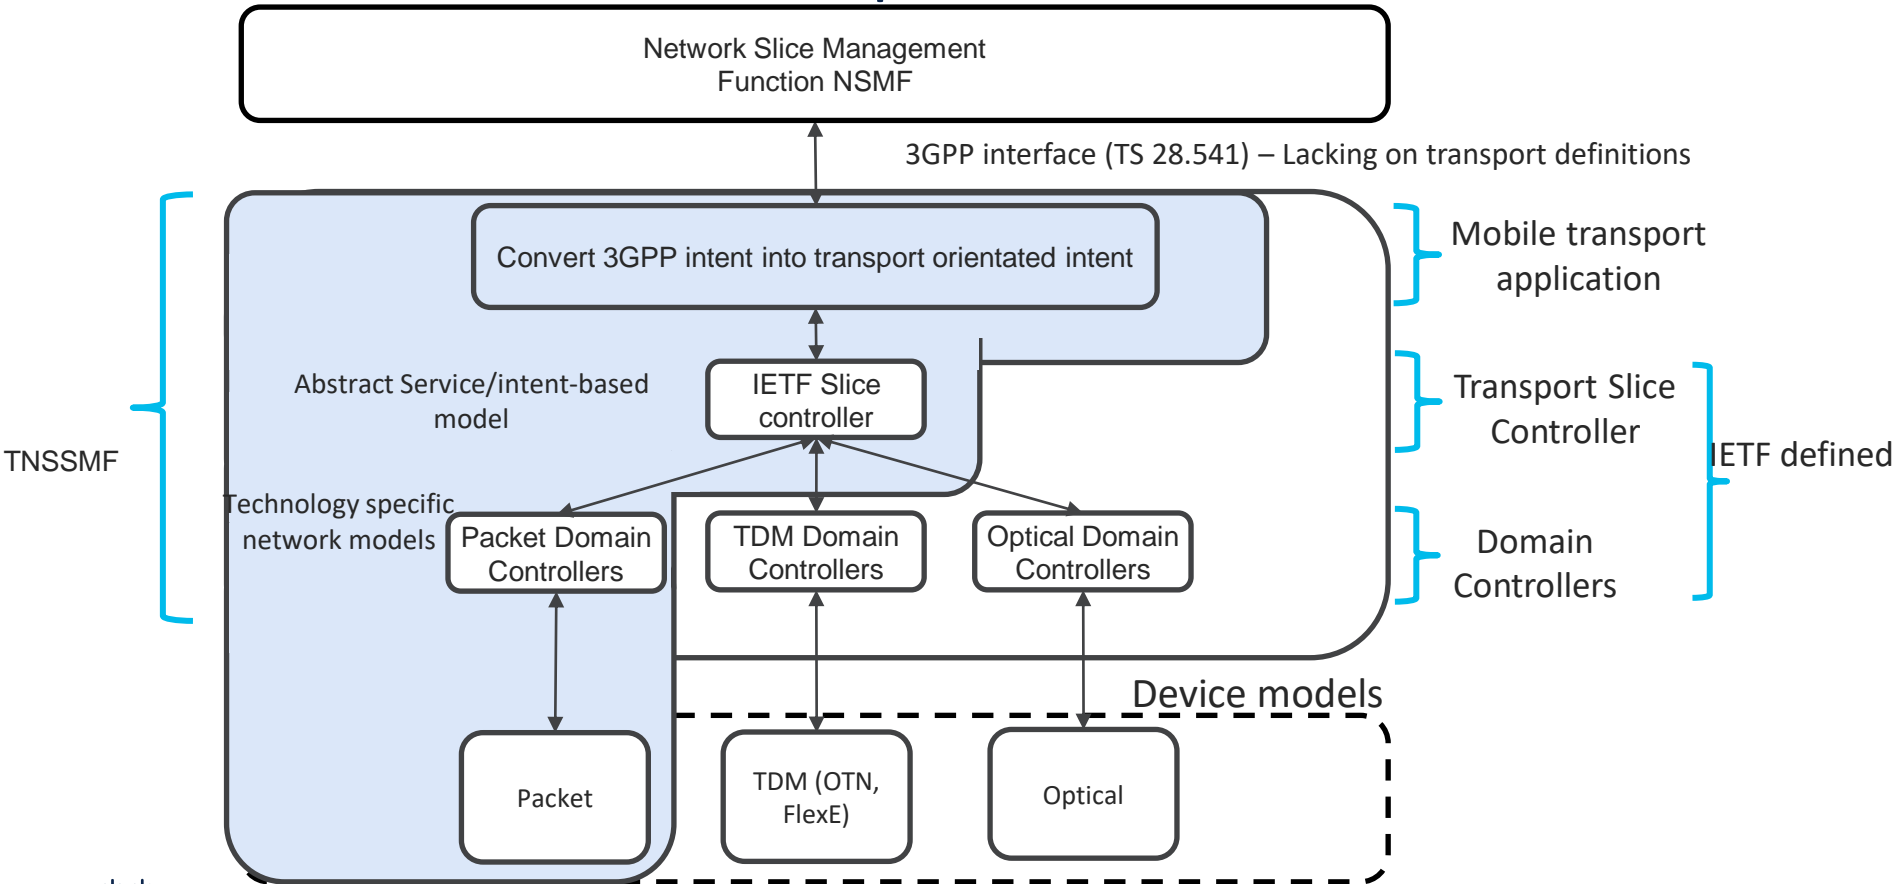 Network Slice Management
Function NSMF
3GPP interface (TS 28.541) – Lacking on transport definitions
Convert 3GPP intent into transport orientated intent
Mobile transport
application
Abstract Service/intent-based
model
IETF Slice
controller
Transport Slice
Controller
TNSSMF
IETF defined
Technology specific
network models
Packet Domain
Controllers
TDM Domain
Controllers
Optical Domain
Controllers
Domain
Controllers
Device models
Packet
TDM (OTN,
FlexE)
Optical